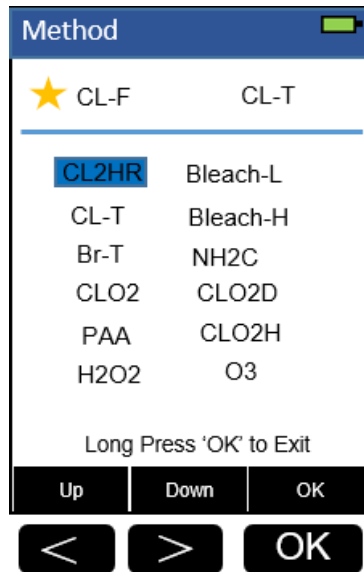 Method
CL-F CL-T
CL2HR Bleach-L
CL-T Bleach-H
Br-T NH2C
CLO2 CLO2D
PAA CLO2H
H2O2 O3
Long Press ‘OK’ to Exit
Up Down OK
< > OK